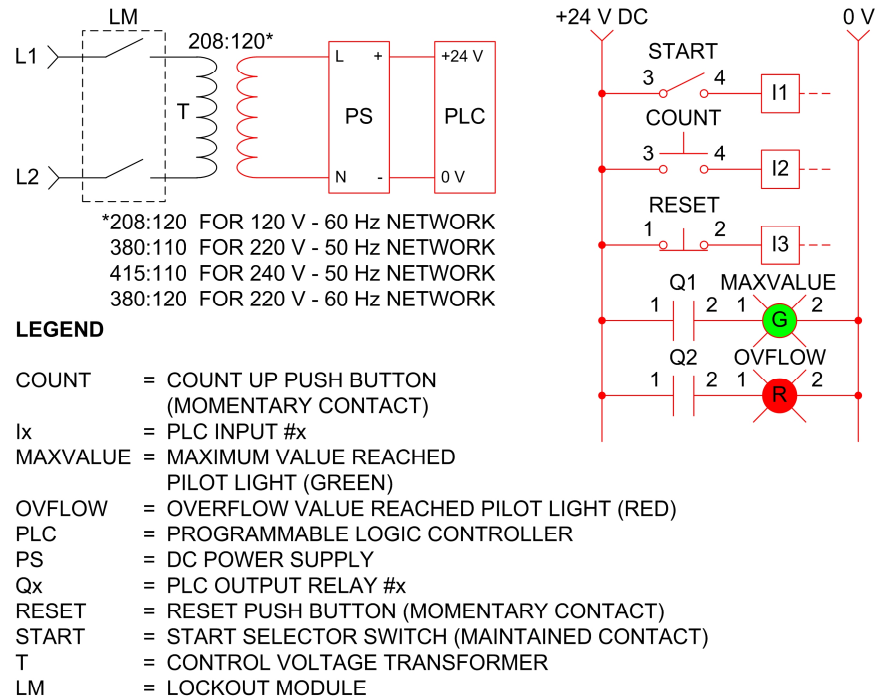 LM
L1
L2
T
208:120*
L +
N -
PS
+24 V
PLC
0 V
*208:120 FOR 120 V - 60 Hz NETWORK
380:110 FOR 220 V - 50 Hz NETWORK
415:110 FOR 240 V - 50 Hz NETWORK
380:120 FOR 220 V - 60 Hz NETWORK
+24 V DC 0 V
START
3 4 I1
COUNT
3 4 I2
RESET
1 2 I3
Q1 MAXVALUE
1 2 1 G 2
Q2 OVFLOW
1 2 1 R 2
LEGEND
COUNT = COUNT UP PUSH BUTTON
(MOMENTARY CONTACT)
Ix = PLC INPUT #x
MAXVALUE = MAXIMUM VALUE REACHED
PILOT LIGHT (GREEN)
OVFLOW = OVERFLOW VALUE REACHED PILOT LIGHT (RED)
PLC = PROGRAMMABLE LOGIC CONTROLLER
PS = DC POWER SUPPLY
Qx = PLC OUTPUT RELAY #x
RESET = RESET PUSH BUTTON (MOMENTARY CONTACT)
START = START SELECTOR SWITCH (MAINTAINED CONTACT)
T = CONTROL VOLTAGE TRANSFORMER
LM = LOCKOUT MODULE